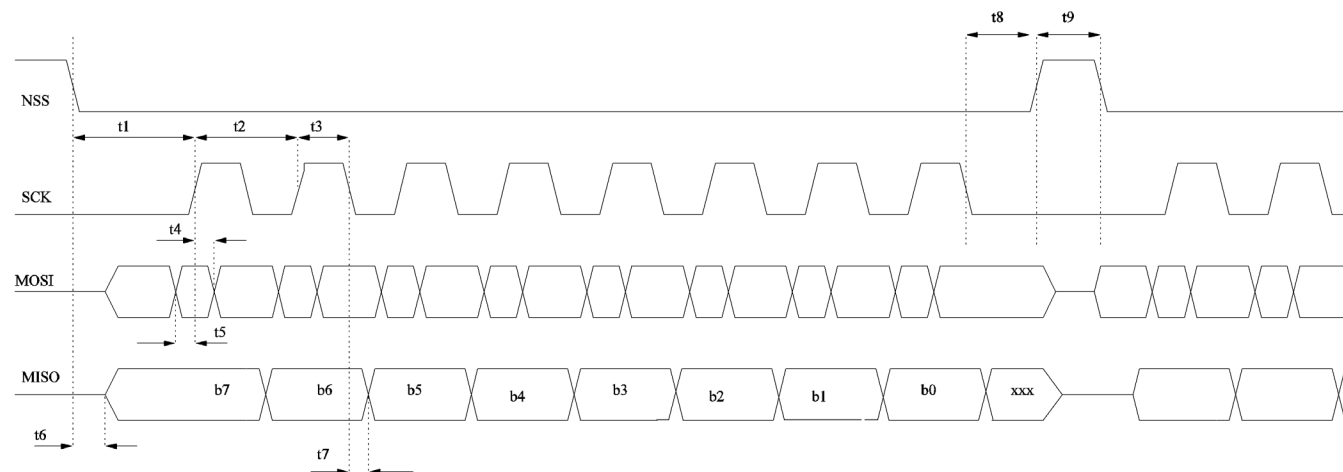 t8 t9
NSS
t1 t2 t3
SCK
t4
MOSI
t5
MISO b7 b6 b5 b4 b3 b2 b1 b0 xxx
t6
t7